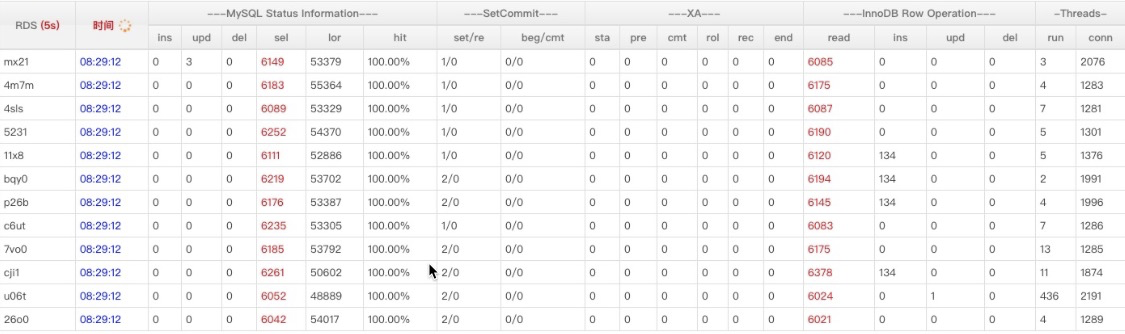 RDS (5s) 时间 ---MySQL Status Information--- ---SetCommit--- ---XA--- ---InnoDB Row Operation--- -Threads-
ins upd del sel lor hit set/re beg/cmt sta pre cmt rol rec end read ins upd del run conn
mx21 08:29:12 0 3 0 6149 53379 100.00% 1/0 0/0 0 0 0 0 0 0 6085 0 0 0 3 2076
4m7m 08:29:12 0 0 0 6183 55364 100.00% 1/0 0/0 0 0 0 0 0 0 6175 0 0 0 4 1283
4sls 08:29:12 0 0 0 6089 53329 100.00% 1/0 0/0 0 0 0 0 0 0 6087 0 0 0 7 1281
5231 08:29:12 0 0 0 6252 54370 100.00% 1/0 0/0 0 0 0 0 0 0 6190 0 0 0 5 1301
11x8 08:29:12 0 0 0 6111 52886 100.00% 1/0 0/0 0 0 0 0 0 0 6120 134 0 0 5 1376
bqy0 08:29:12 0 0 0 6219 53702 100.00% 2/0 0/0 0 0 0 0 0 0 6194 134 0 0 2 1991
p26b 08:29:12 0 0 0 6176 53387 100.00% 2/0 0/0 0 0 0 0 0 0 6145 134 0 0 4 1996
c6ut 08:29:12 0 0 0 6235 53305 100.00% 1/0 0/0 0 0 0 0 0 0 6083 0 0 0 7 1286
7vo0 08:29:12 0 0 0 6185 53792 100.00% 2/0 0/0 0 0 0 0 0 0 6175 0 0 0 13 1285
cji1 08:29:12 0 0 0 6261 50602 100.00% 2/0 0/0 0 0 0 0 0 0 6378 134 0 0 11 1874
u06t 08:29:12 0 0 0 6052 48889 100.00% 2/0 0/0 0 0 0 0 0 0 6024 0 1 0 436 2191
26o0 08:29:12 0 0 0 6042 54017 100.00% 2/0 0/0 0 0 0 0 0 0 6021 0 0 0 4 1289